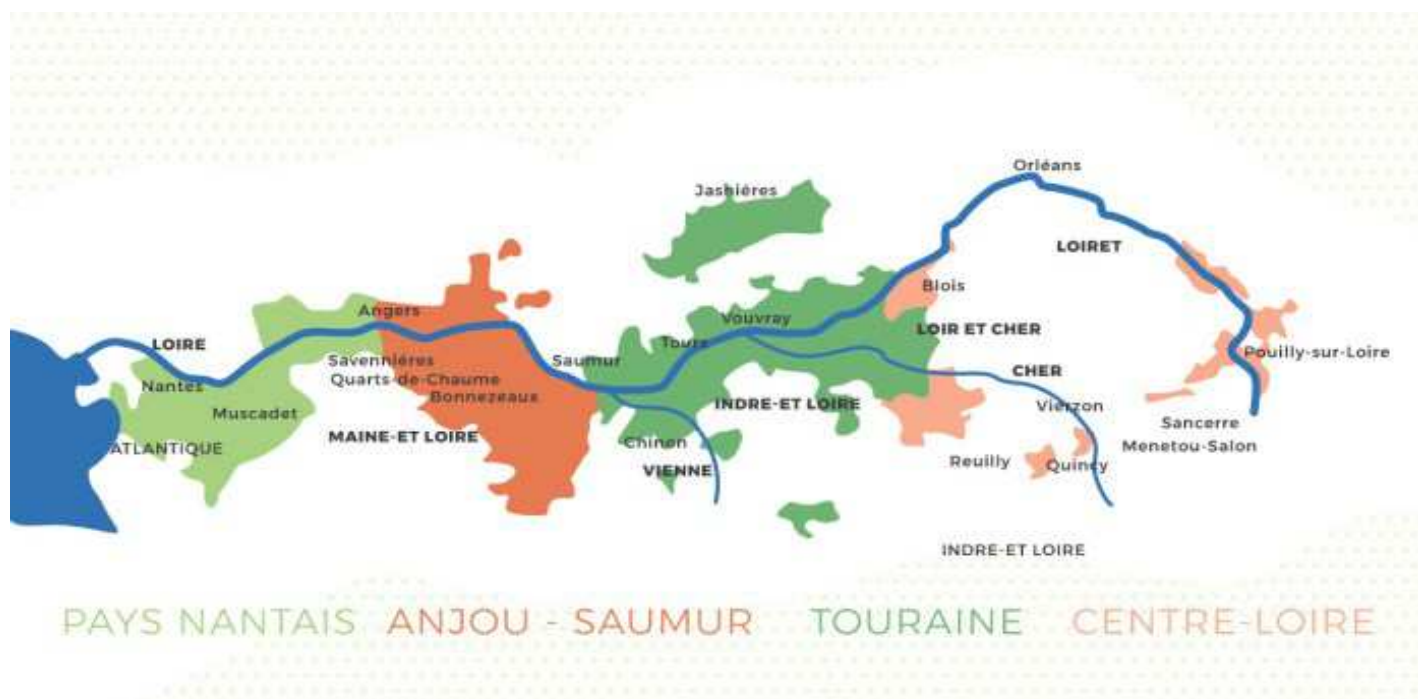 Orléans
Jashiéres
LOIRET
Blois
Angers
Vouvray
LOIR ET CHER
LOIRE
Tours
Savenniéres
Saumur
Pouilly-sur-Loire
CHER
Quarts-de-Chaume
Nantes
Bonnezeaux
INDRE-ET LOIRE
Vierzon
Muscadet
Sancerre
MAINE-ET LOIRE
Chinon
ATLANTIQUE
Menetou-Salon
VIENNE
Reuilly
Quincy
INDRE-ET LOIRE
PAYS NANTAIS
ANJOU - SAUMUR
TOURAINE
CENTRE-LOIRE